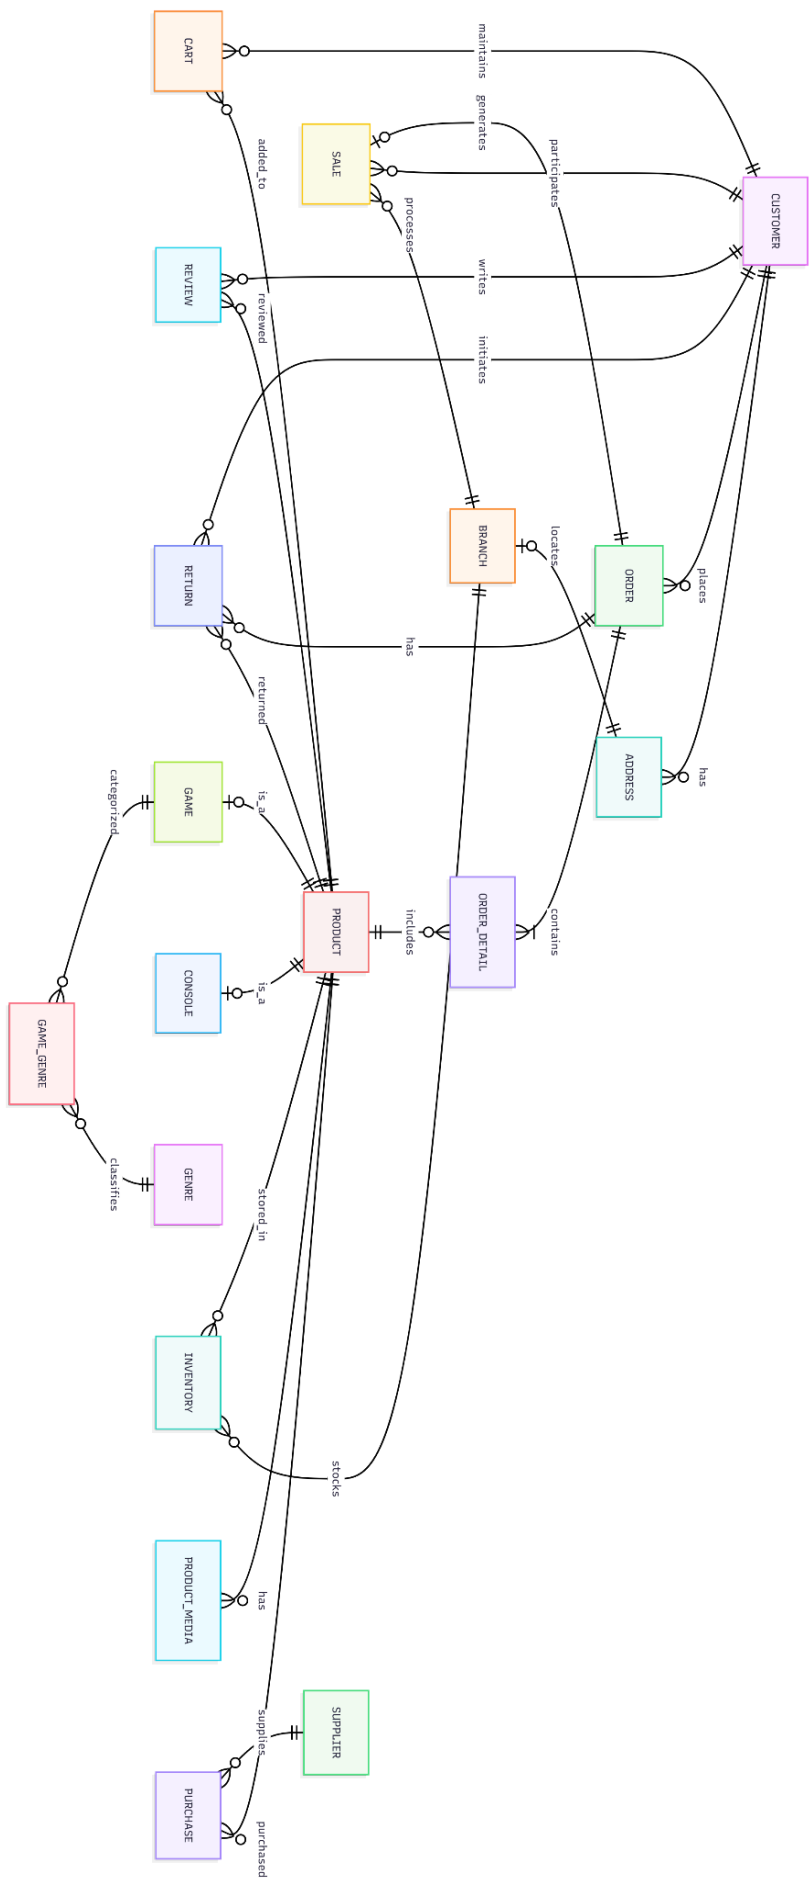 CUSTOMER
maintains
generates
participates
writes
initiates
CART
added_to
SALE
processes
REVIEW
reviewed
BRANCH
locates
ORDER
places
RETURN
has
returned
ADDRESS
has
GAME
categorized
is_a
PRODUCT
includes
ORDER_DETAIL
contains
CONSOLE
is_a
GAME_GENRE
GENRE
classifies
stored_in
INVENTORY
stocks
PRODUCT_MEDIA
has
SUPPLIER
supplies
PURCHASE
purchased